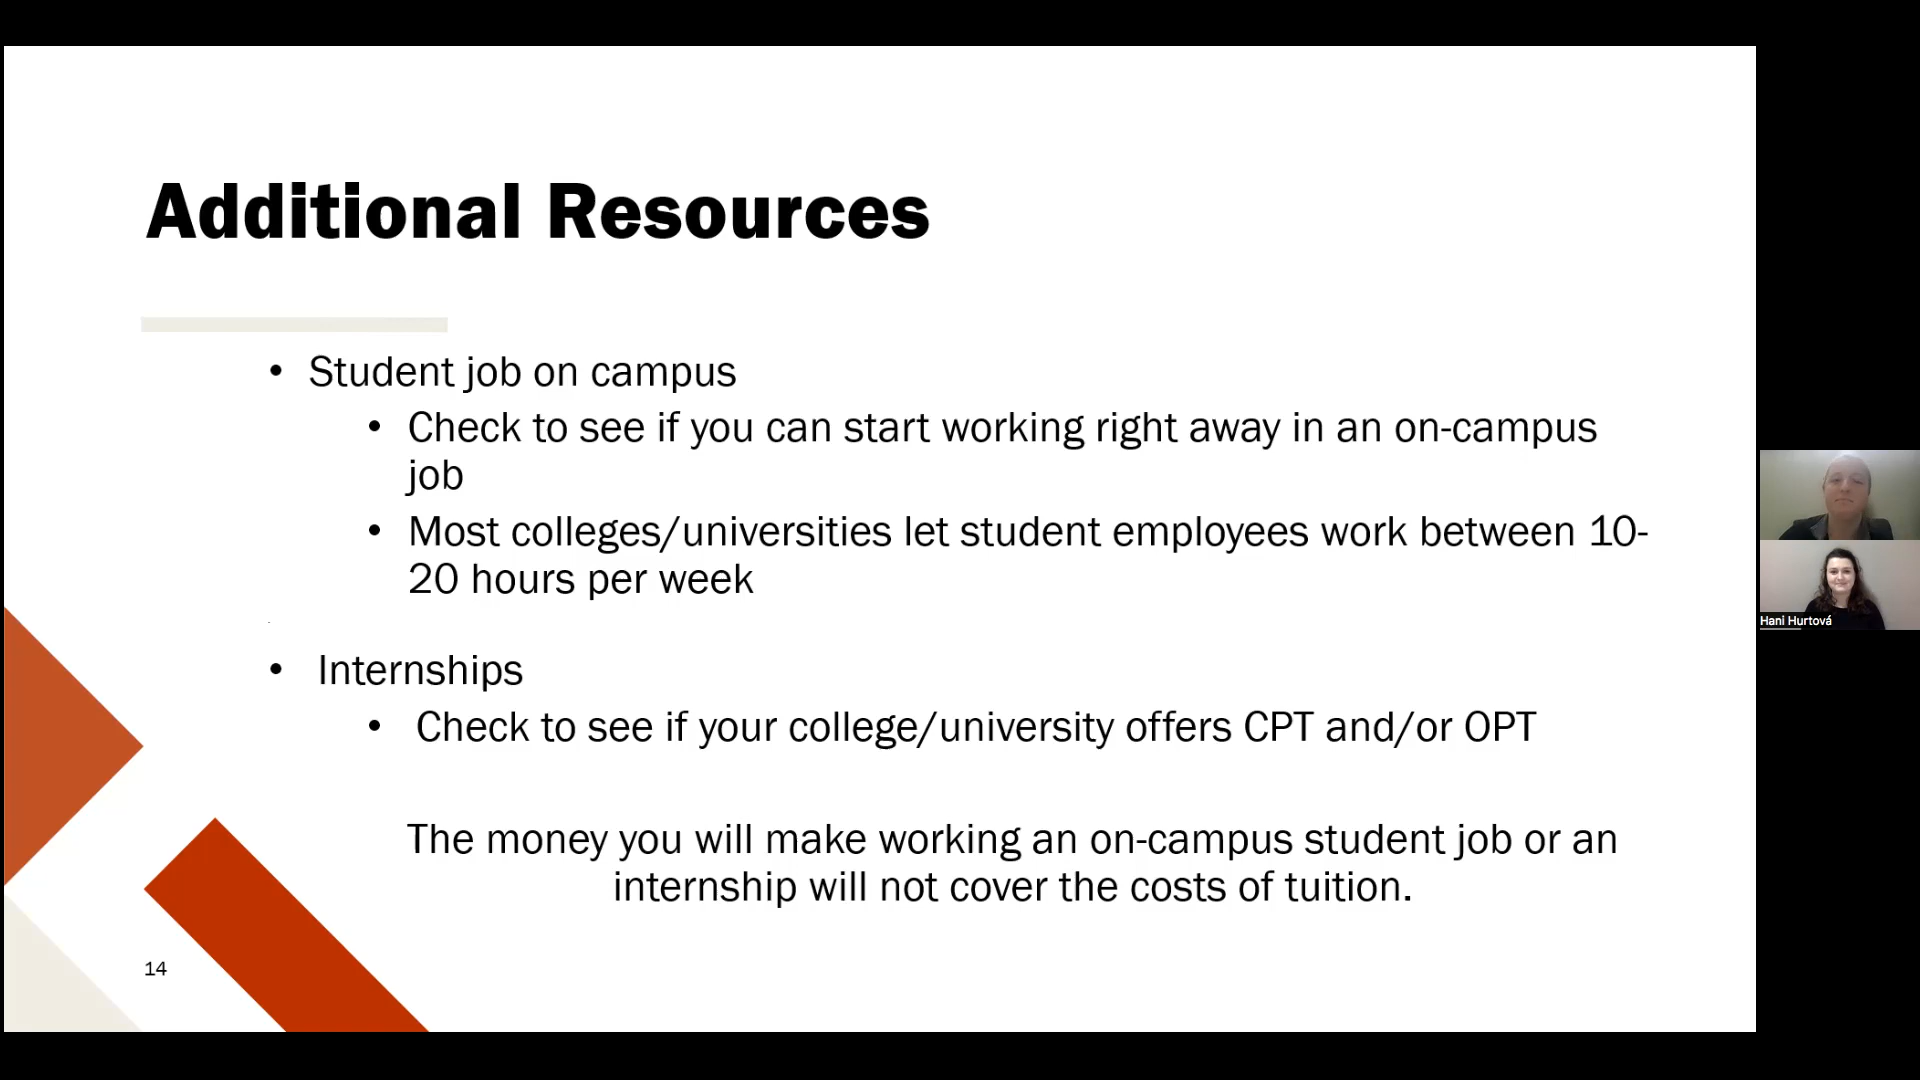 Additional Resources
• Student job on campus
• Check to see if you can start working right away in an on-campus
job
• Most colleges/universities let student employees work between 10-
20 hours per week
• Internships
• Check to see if your college/university offers CPT and/or OPT
The money you will make working an on-campus student job or an
internship will not cover the costs of tuition.
14
Hani Hurtová